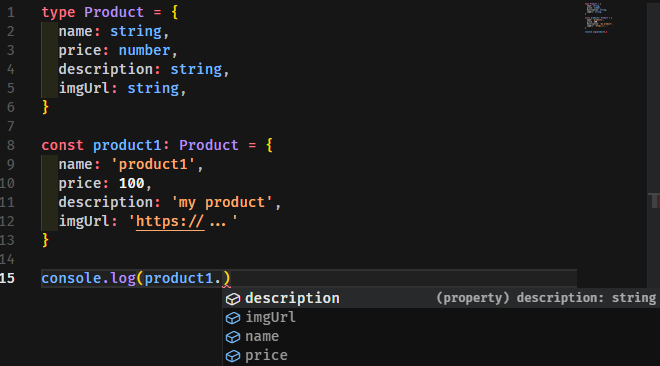 1 type Product = {
2 name: string,
3 price: number,
4 description: string,
5 imgUrl: string,
6 }
7
8 const product1: Product = {
9 name: 'product1',
10 price: 100,
11 description: 'my product',
12 imgUrl: 'https://...'
13 }
14
15 console.log(product1.)
description (property) description: string
imgUrl
name
price